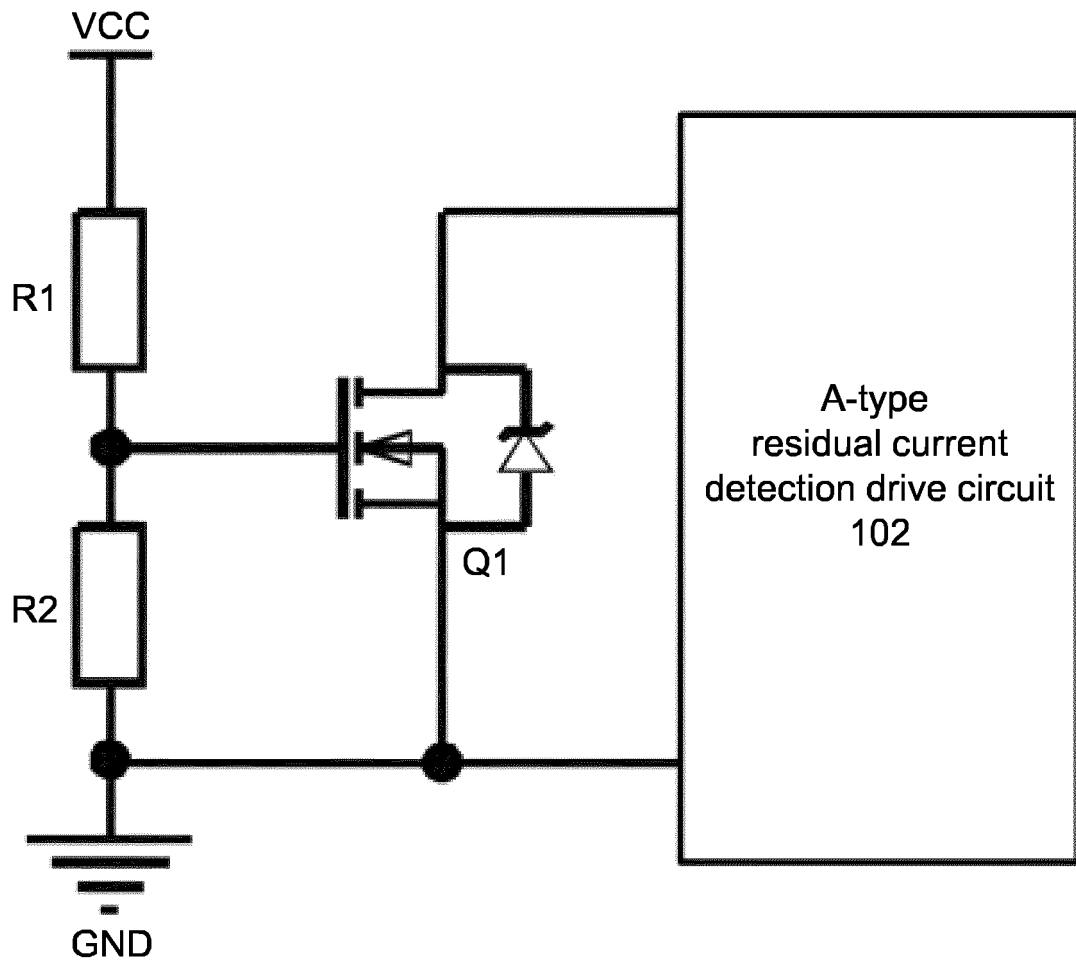 VCC
R1
A-type
residual current
detection drive circuit
102
Q1
R2
GND